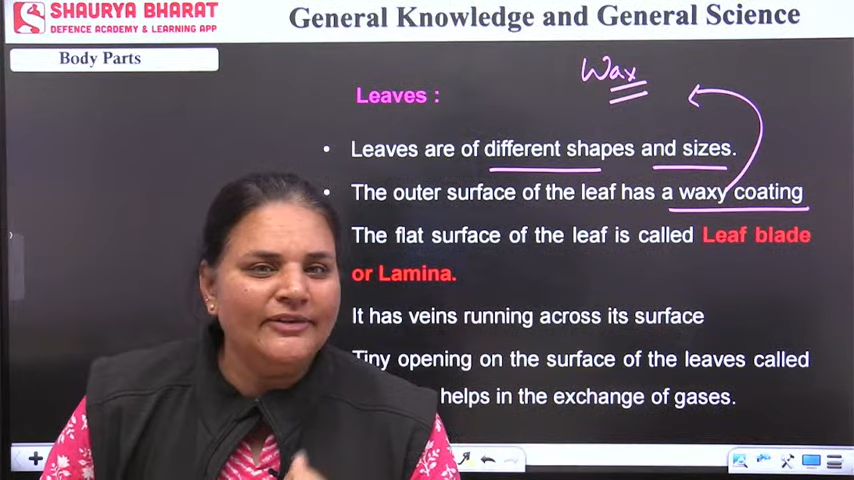 SHAURYA BHARAT
DEFENCE ACADEMY & LEARNING APP
General Knowledge and General Science
Body Parts
Wax
Leaves :
• Leaves are of different shapes and sizes.
• The outer surface of the leaf has a waxy coating
The flat surface of the leaf is called Leaf blade
or Lamina.
It has veins running across its surface
Tiny opening on the surface of the leaves called
helps in the exchange of gases.